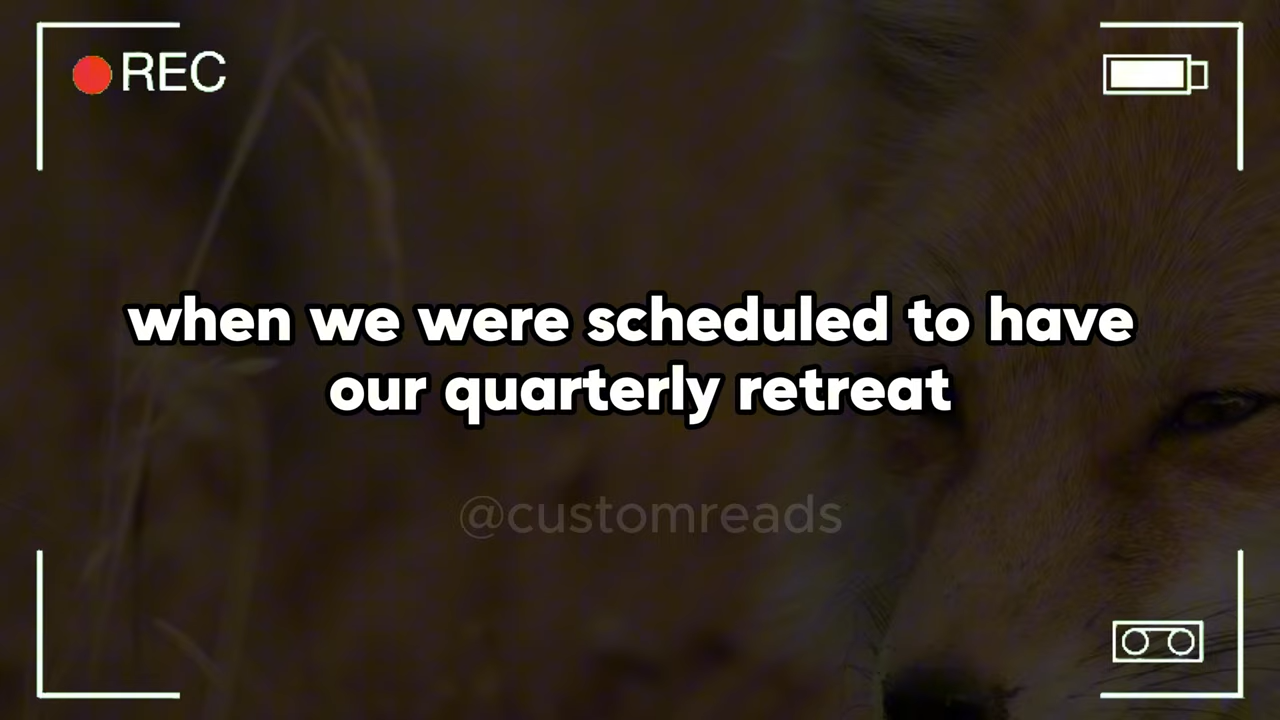 REC
when we were scheduled to have
our quarterly retreat
@customreads